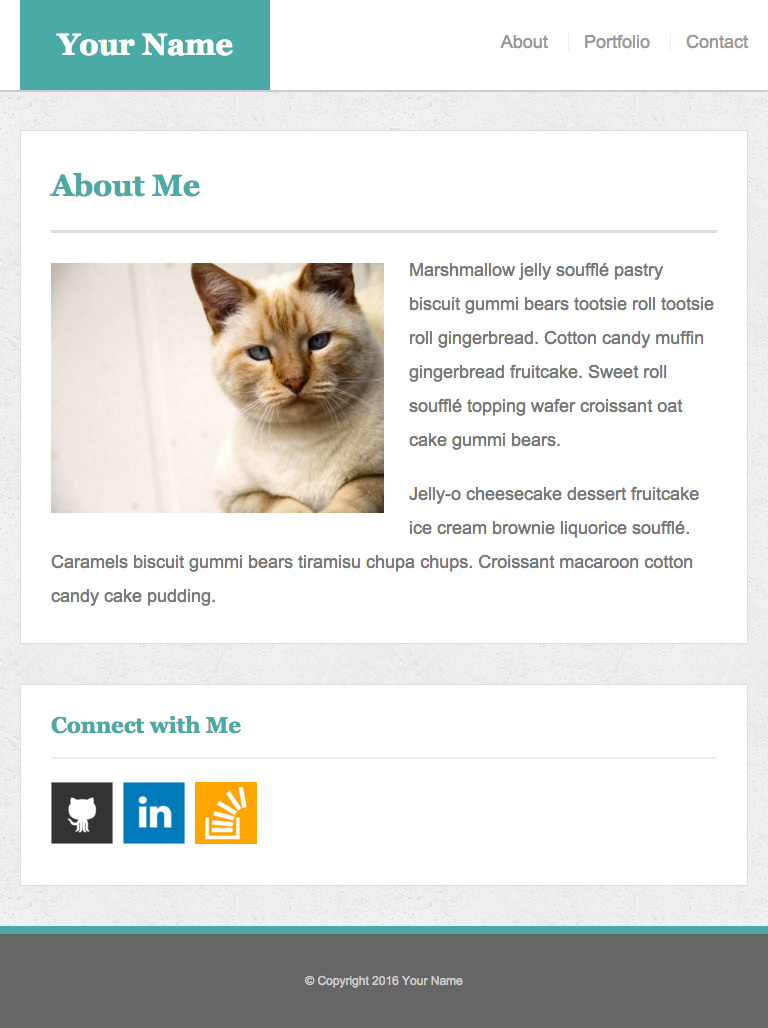 Your Name
About
Portfolio
Contact
About Me
Marshmallow jelly soufflé pastry
biscuit gummi bears tootsie roll tootsie
roll gingerbread. Cotton candy muffin
gingerbread fruitcake. Sweet roll
soufflé topping wafer croissant oat
cake gummi bears.
Jelly-o cheesecake dessert fruitcake
ice cream brownie liquorice soufflé.
Caramels biscuit gummi bears tiramisu chupa chups. Croissant macaroon cotton
candy cake pudding.
Connect with Me
in
© Copyright 2016 Your Name